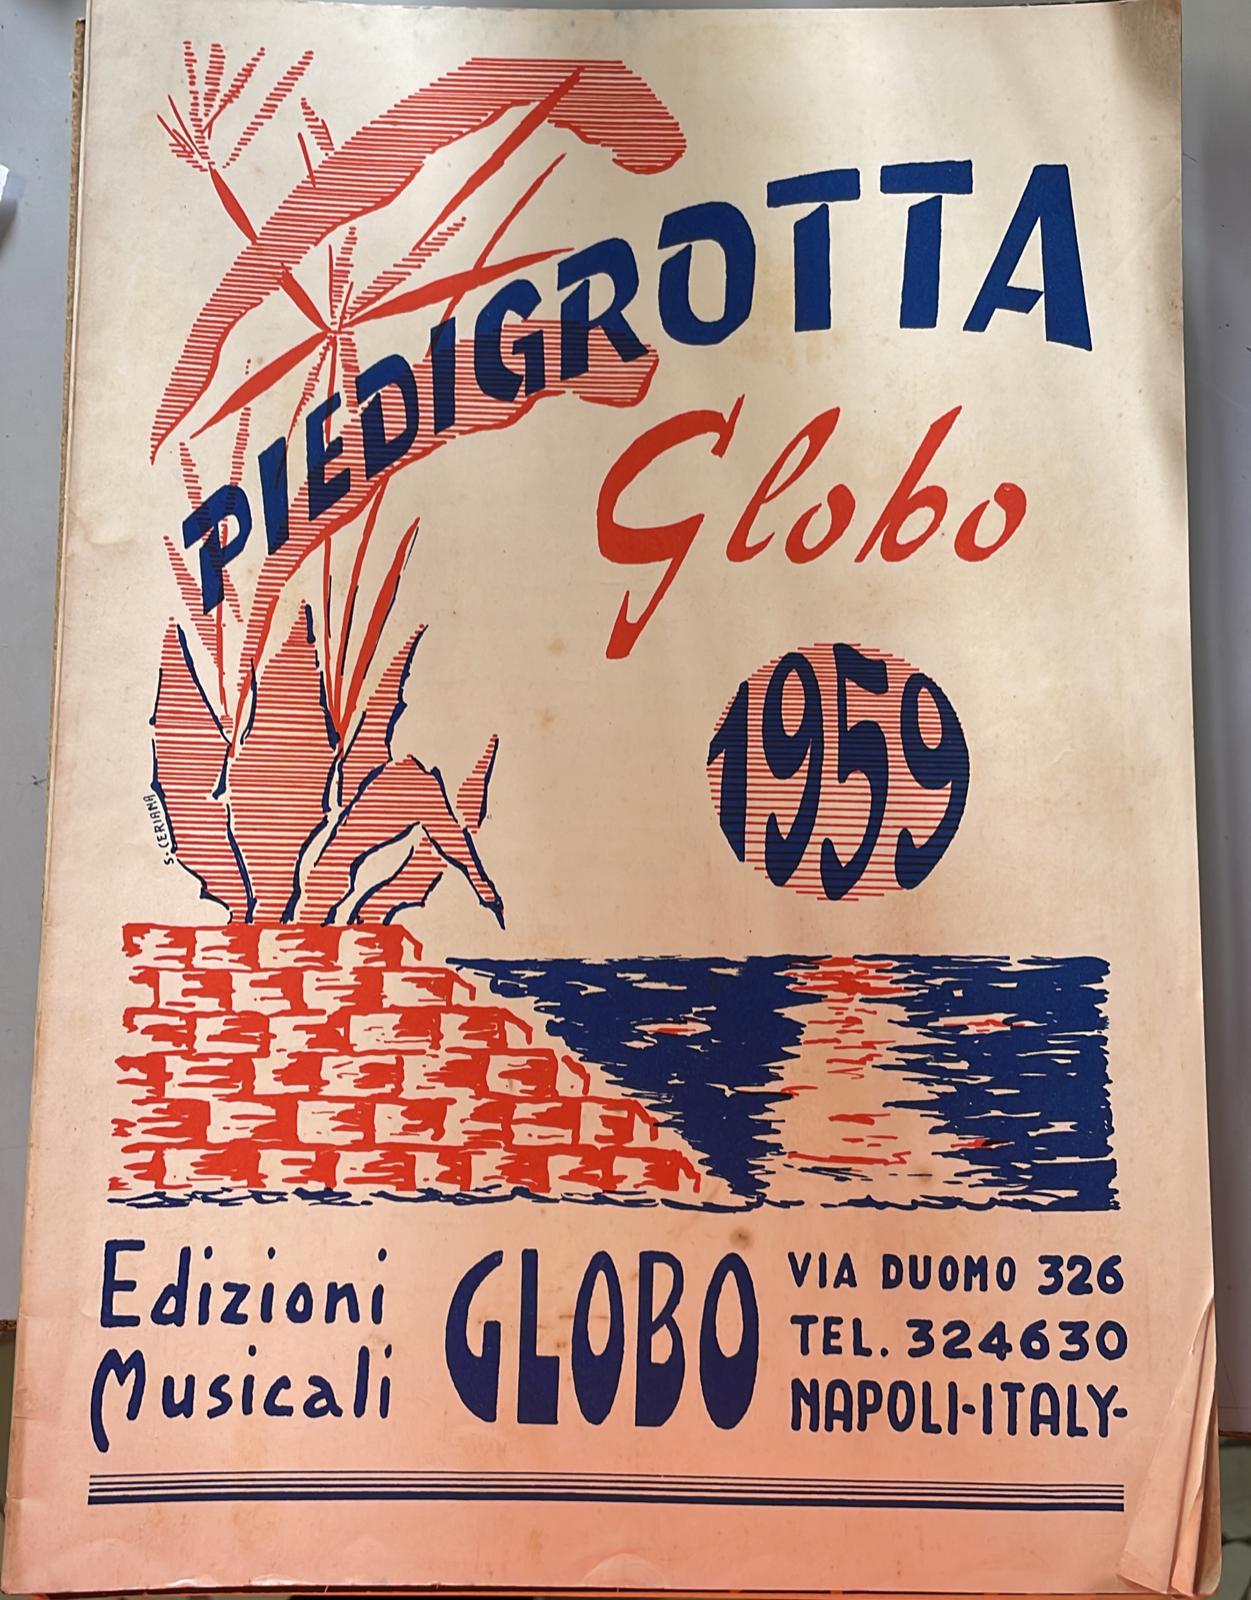 PIEDIGROTTA
Globo
1959
S. CERIANA
Edizioni
Musicali
GLOBO
VIA DUOMO 326
TEL. 324630
NAPOLI-ITALY-